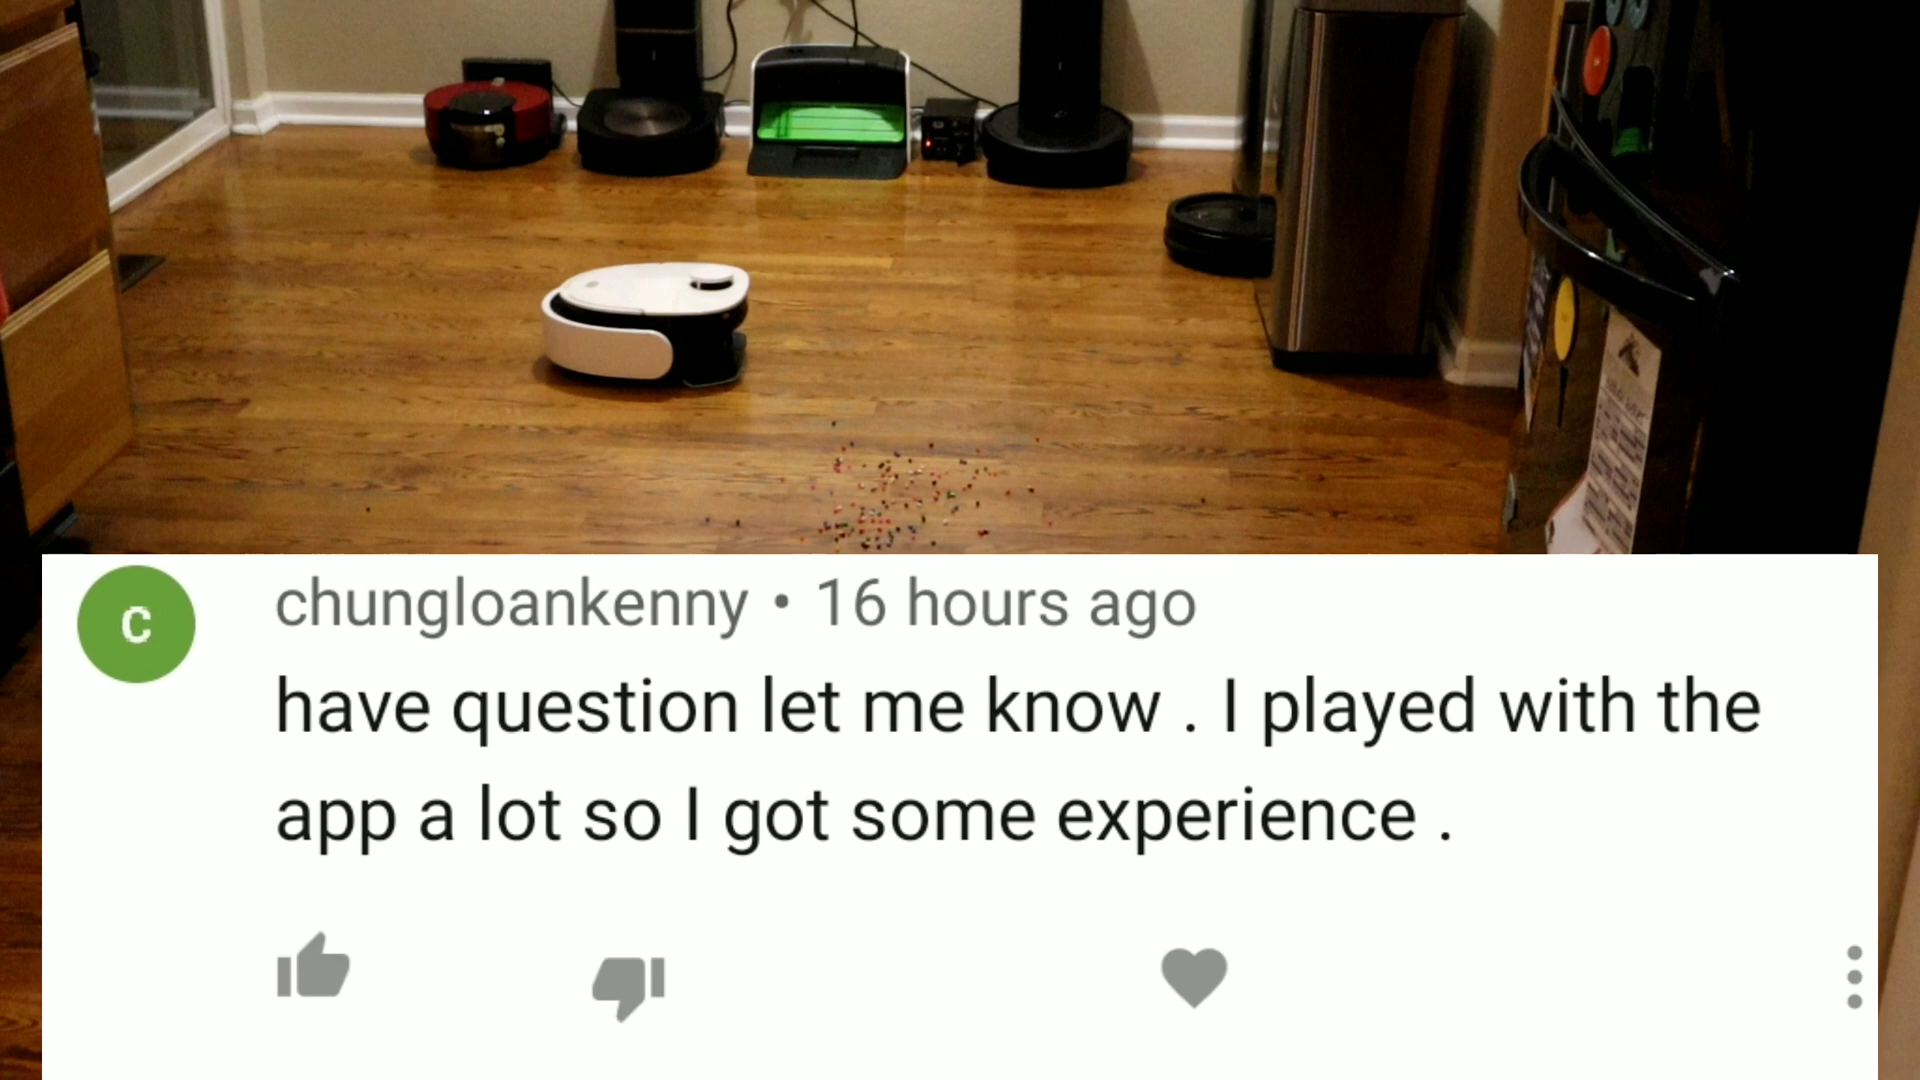 C
chungloankenny • 16 hours ago
have question let me know . I played with the
app a lot so I got some experience .